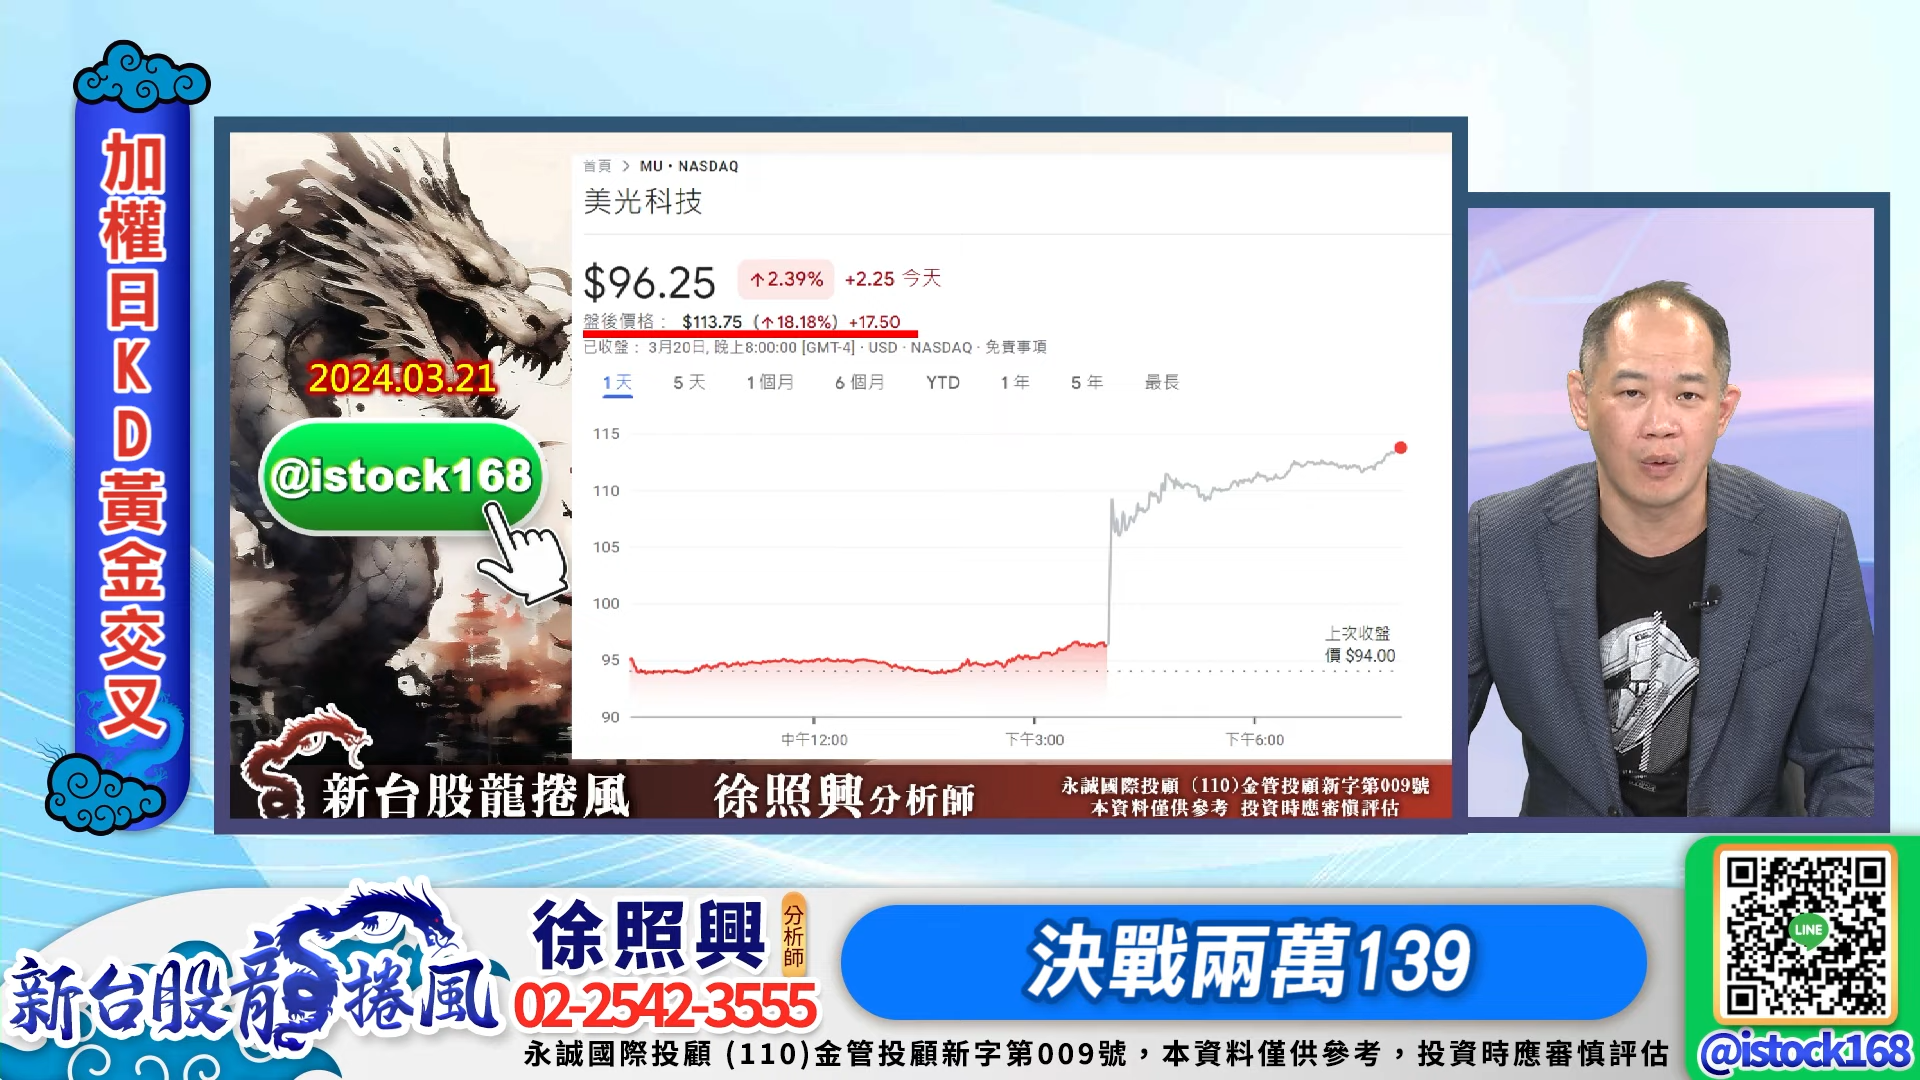 加權日KD黃金交叉
2024.03.21
@istock168
首頁 > MU • NASDAQ
美光科技
$96.25 ↑2.39% +2.25 今天
盤後價格： $113.75 (↑18.18%) +17.50
已收盤： 3月20日, 晚上8:00:00 [GMT-4] · USD · NASDAQ · 免責事項
1天 5天 1個月 6個月 YTD 1年 5年 最長
115
110
105
100
95
90
上次收盤
價 $94.00
中午12:00 下午3:00 下午6:00
新台股龍捲風 徐照興分析師
永誠國際投顧 (110)金管投顧新字第009號
本資料僅供參考 投資時應審慎評估
新台股龍捲風
徐照興 分析師
02-2542-3555
決戰兩萬139
LINE
@istock168
永誠國際投顧 (110)金管投顧新字第009號，本資料僅供參考，投資時應審慎評估